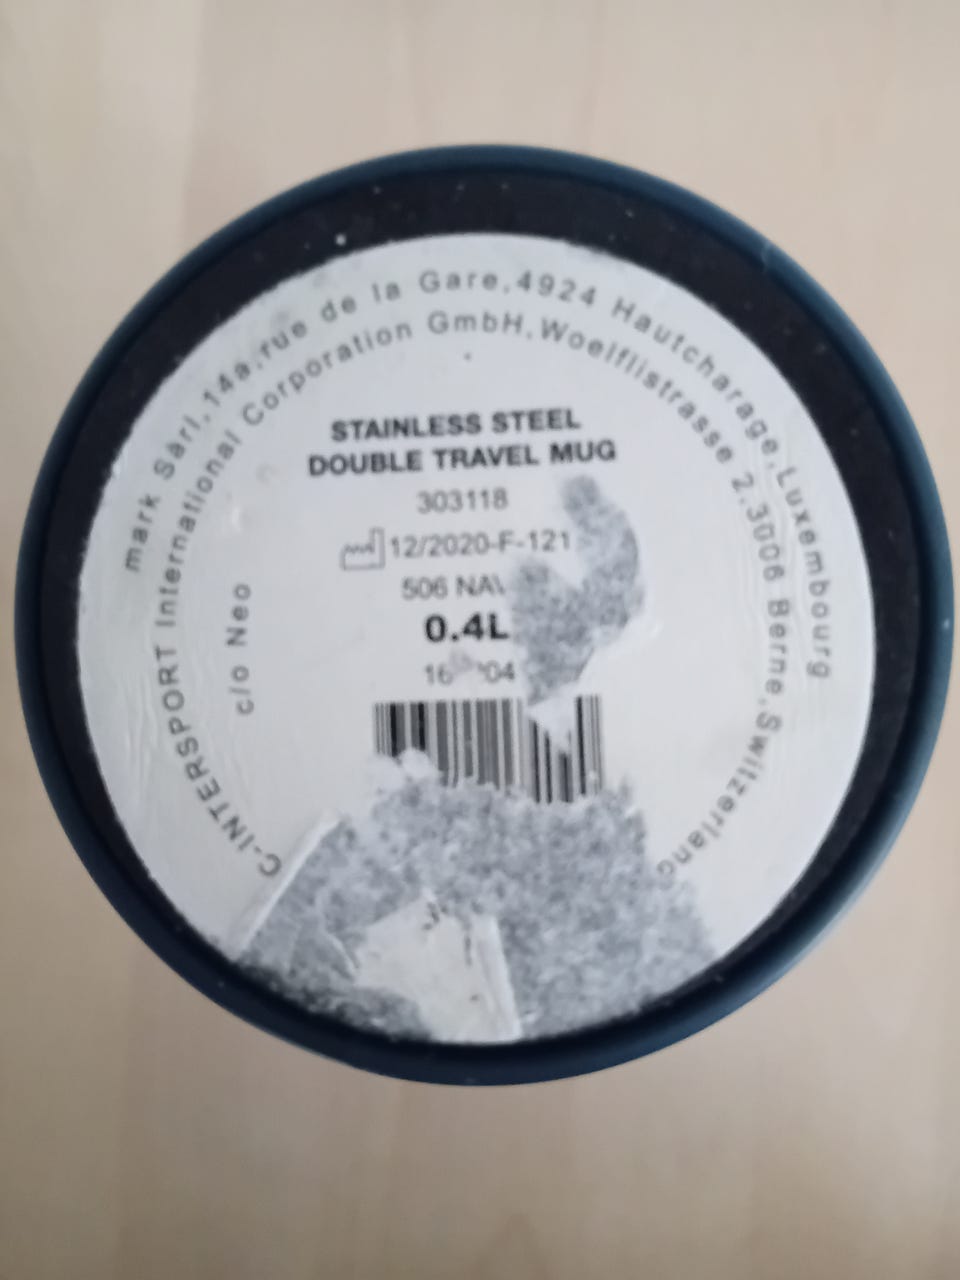 c/o Neo
mark Sàrl,14a,rue de la Gare,4924 Hautcharage,Luxembourg
C-INTERSPORT International Corporation GmbH,Woelflistrasse 2,3006 Berne,Switzerland
STAINLESS STEEL
DOUBLE TRAVEL MUG
303118
12/2020-F-121
506
0.4L